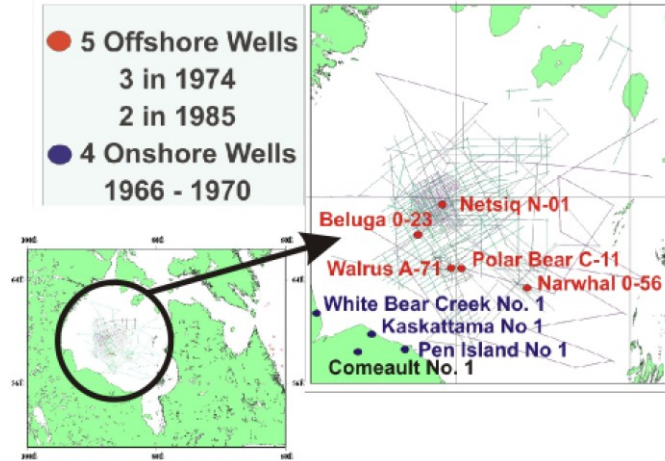 5 Offshore Wells
3 in 1974
2 in 1985
4 Onshore Wells
1966 - 1970
Netsiq N-01
Beluga 0-23
Polar Bear C-11
Walrus A-71
Narwhal 0-56
White Bear Creek No. 1
Kaskattama No 1
Pen Island No 1
Comeault No. 1